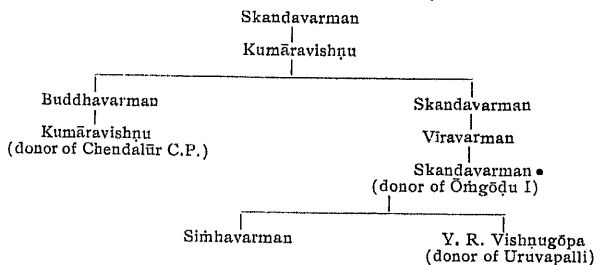 Skandavarman
Kumāravishṇu
Buddhavarman Skandavarman
Kumāravishṇu Vīravarman
(donor of Chendalūr C.P.)
Skandavarman •
(donor of Ōṁgōḍu I)
Siṁhavarman Y. R. Vishṇugōpa
(donor of Uruvapalli)